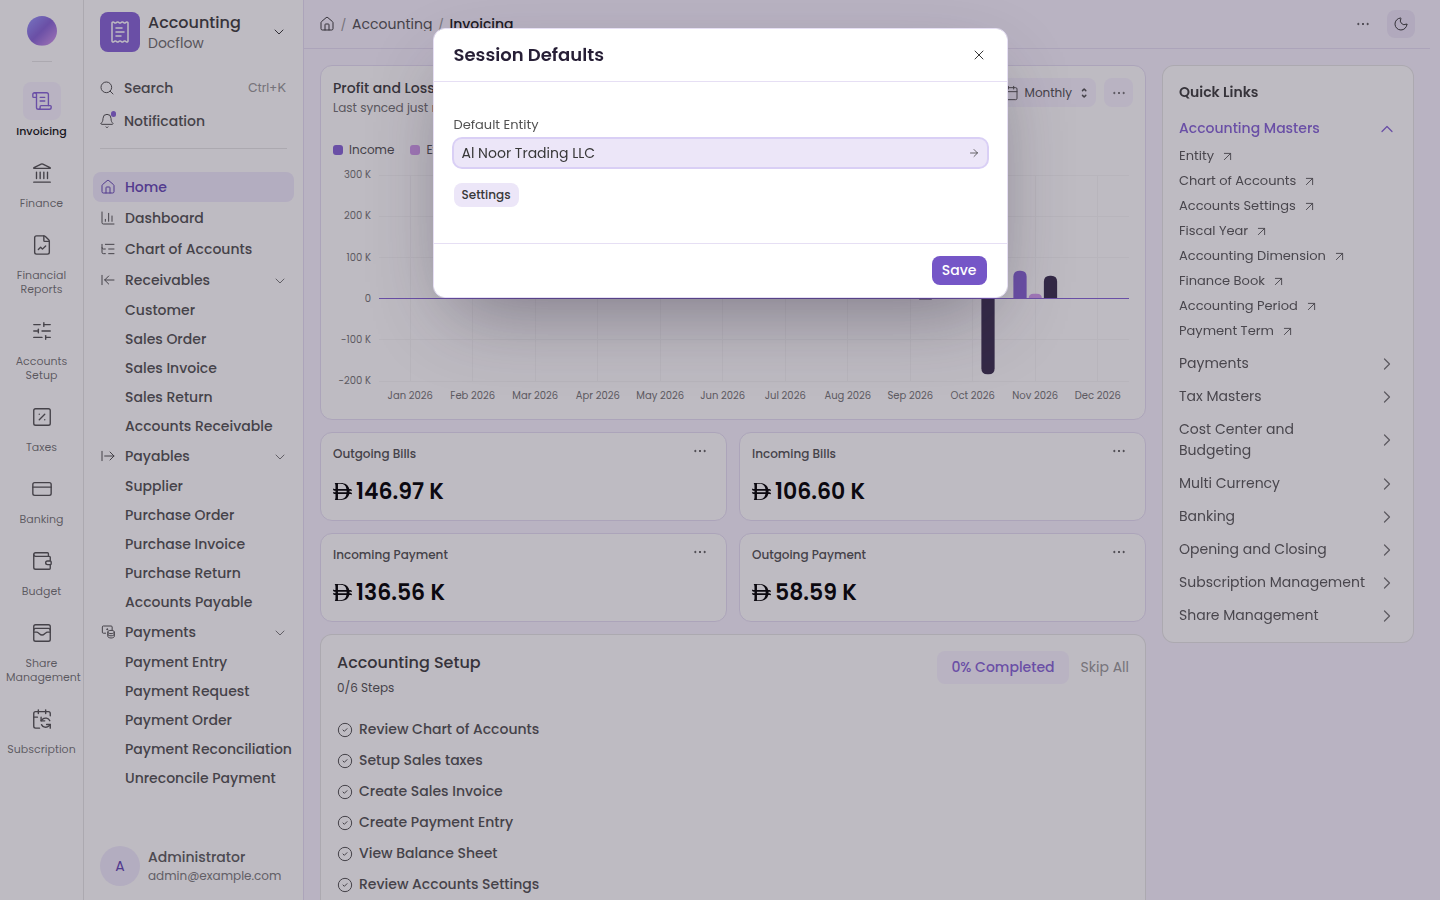 Invoicing
Finance
Financial
Reports
Accounts
Setup
Taxes
Banking
Budget
Share
Management
Subscription
Accounting
Docflow
Search Ctrl+K
Notification
Home
Dashboard
Chart of Accounts
Receivables
Customer
Sales Order
Sales Invoice
Sales Return
Accounts Receivable
Payables
Supplier
Purchase Order
Purchase Invoice
Purchase Return
Accounts Payable
Payments
Payment Entry
Payment Request
Payment Order
Payment Reconciliation
Unreconcile Payment
A
Administrator
admin@example.com
/ Accounting / Invoicing
Session Defaults
Default Entity
Al Noor Trading LLC
Settings
Save
Profit and Loss
Last synced just
Monthly
Income
300 K
200 K
100 K
0
-100 K
-200 K
Jan 2026 Feb 2026 Mar 2026 Apr 2026 May 2026 Jun 2026 Jul 2026 Aug 2026 Sep 2026 Oct 2026 Nov 2026 Dec 2026
Outgoing Bills
146.97 K
Incoming Bills
106.60 K
Incoming Payment
136.56 K
Outgoing Payment
58.59 K
Accounting Setup
0/6 Steps
0% Completed Skip All
Review Chart of Accounts
Setup Sales taxes
Create Sales Invoice
Create Payment Entry
View Balance Sheet
Review Accounts Settings
Quick Links
Accounting Masters
Entity
Chart of Accounts
Accounts Settings
Fiscal Year
Accounting Dimension
Finance Book
Accounting Period
Payment Term
Payments
Tax Masters
Cost Center and
Budgeting
Multi Currency
Banking
Opening and Closing
Subscription Management
Share Management